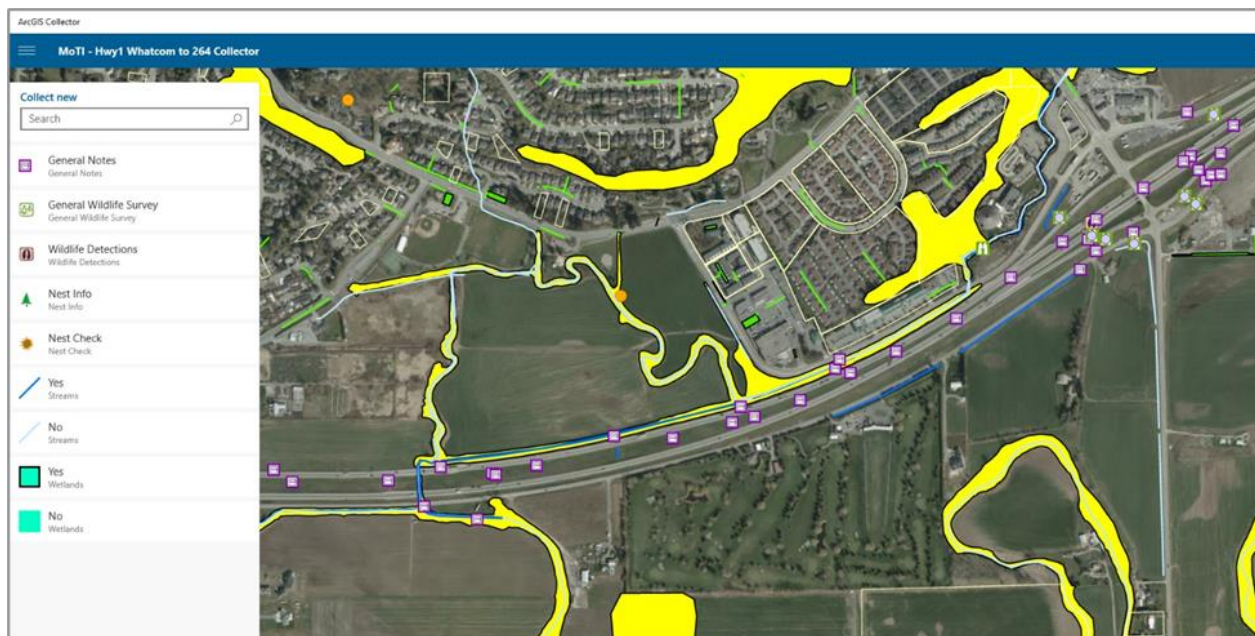 ArcGIS Collector
MoTI - Hwy1 Whatcom to 264 Collector
Collect new
Search
General Notes
General Notes
General Wildlife Survey
General Wildlife Survey
Wildlife Detections
Wildlife Detections
Nest Info
Nest Info
Nest Check
Nest Check
Yes
Streams
No
Streams
Yes
Wetlands
No
Wetlands